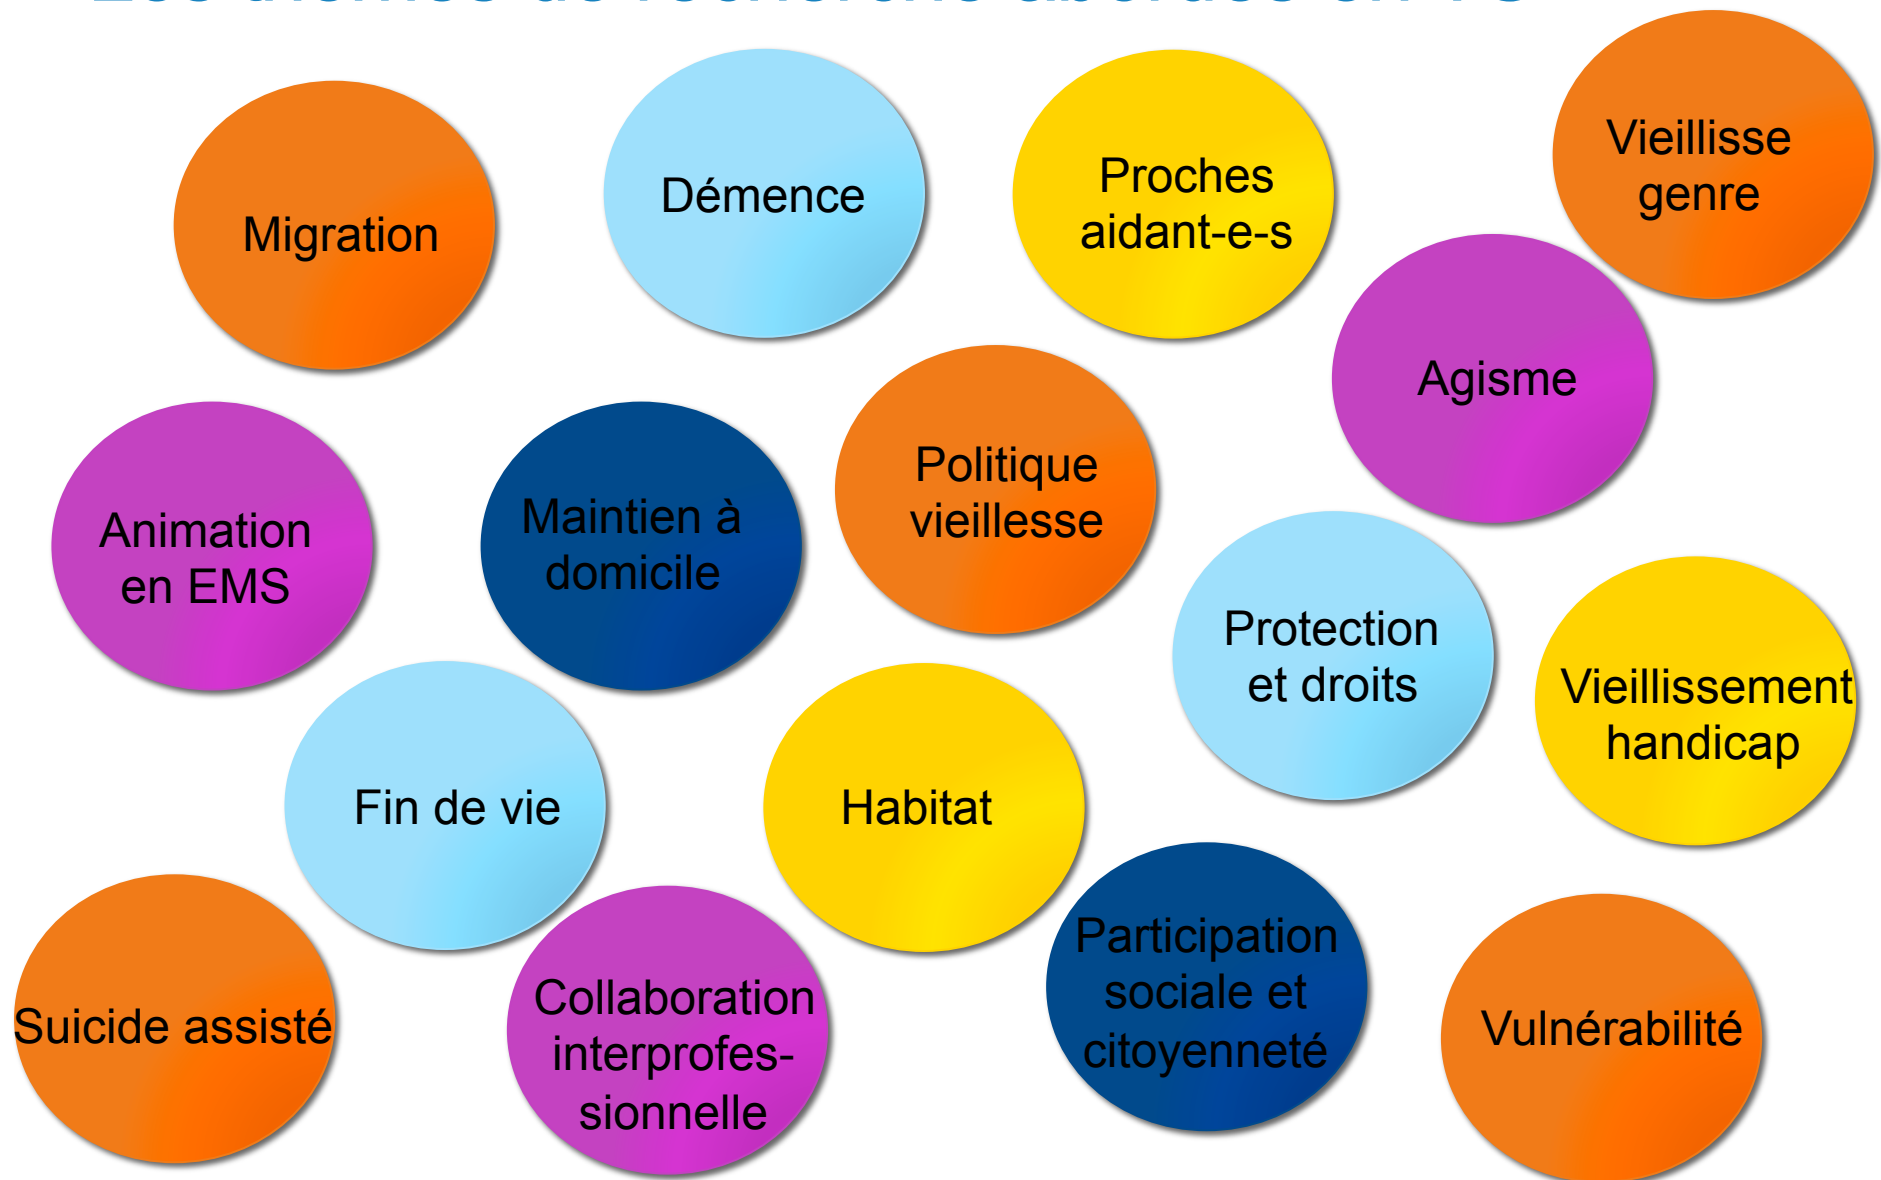 Migration
Démence
Proches
aidant-e-s
Vieillisse
genre
Agisme
Animation
en EMS
Maintien à
domicile
Politique
vieillesse
Protection
et droits
Vieillissement
handicap
Fin de vie
Habitat
Suicide assisté
Collaboration
interprofes-
sionnelle
Participation
sociale et
citoyenneté
Vulnérabilité